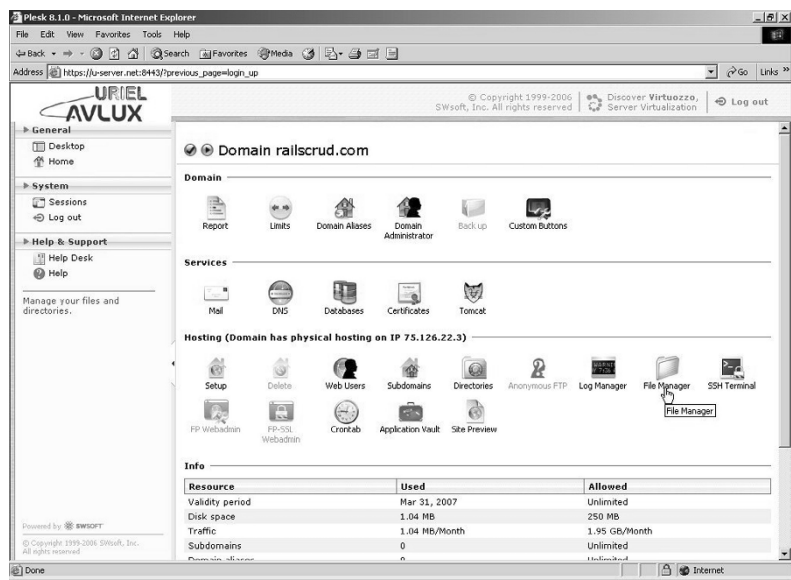 Plesk 8.1.0 - Microsoft Internet Explorer
File Edit View Favorites Tools Help
Back Search Favorites Media
Address https://u-server.net:8443/?previous_page=login_up Go Links »
URIEL
AVLUX
© Copyright 1999-2006
SWsoft, Inc. All rights reserved
Discover Virtuozzo,
Server Virtualization
Log out
General
Desktop
Home
System
Sessions
Log out
Help & Support
Help Desk
Help
Manage your files and
directories.
Powered by SWSOFT
© Copyright 1999-2006 SWsoft, Inc.
All rights reserved
Domain railscrud.com
Domain
Report Limits Domain Aliases Domain Administrator Back up Custom Buttons
Services
Mail DNS Databases Certificates Tomcat
Hosting (Domain has physical hosting on IP 75.126.22.3)
Setup Delete Web Users Subdomains Directories Anonymous FTP Log Manager File Manager SSH Terminal
File Manager
FP Webadmin FP-SSL Webadmin Crontab Application Vault Site Preview
Info
Resource Used Allowed
Validity period Mar 31, 2007 Unlimited
Disk space 1.04 MB 250 MB
Traffic 1.04 MB/Month 1.95 GB/Month
Subdomains 0 Unlimited
Domain aliases 0 Unlimited
Done Internet